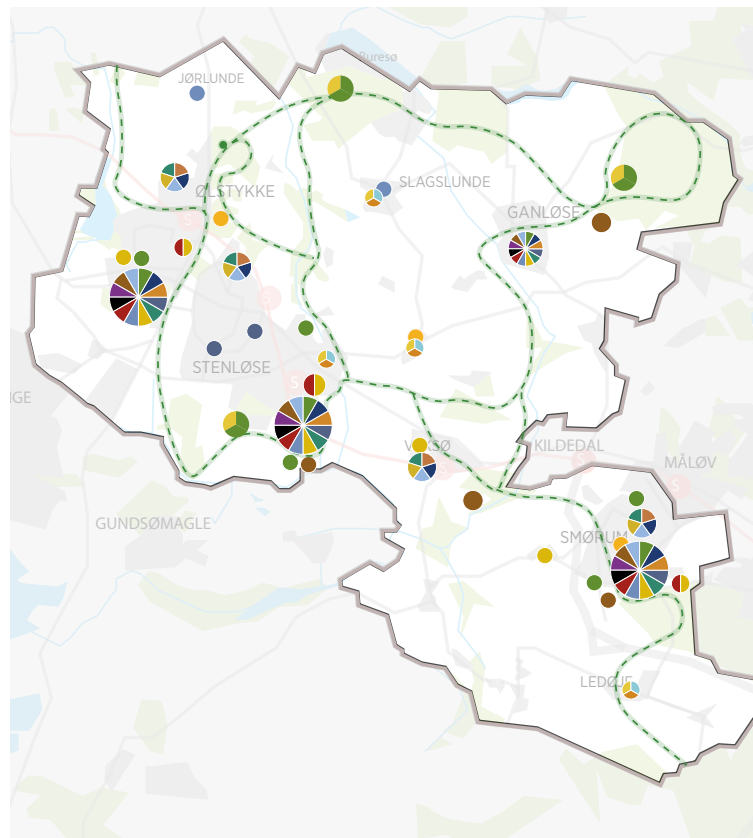 Buresø
JØRLUNDE
SLAGSLUNDE
ØLSTYKKE
GANLØSE
S
S
STENLØSE
S
KILDEDAL
S
MÅLØV
S
S
GUNDSØMAGLE
SMØRUM
LEDØJE